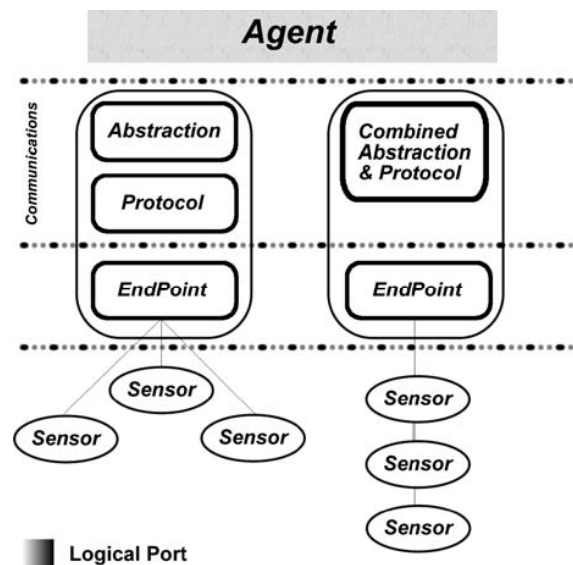 Agent
Communications
Abstraction
Protocol
EndPoint
Combined
Abstraction
& Protocol
EndPoint
Sensor
Sensor
Sensor
Sensor
Sensor
Sensor
Logical Port